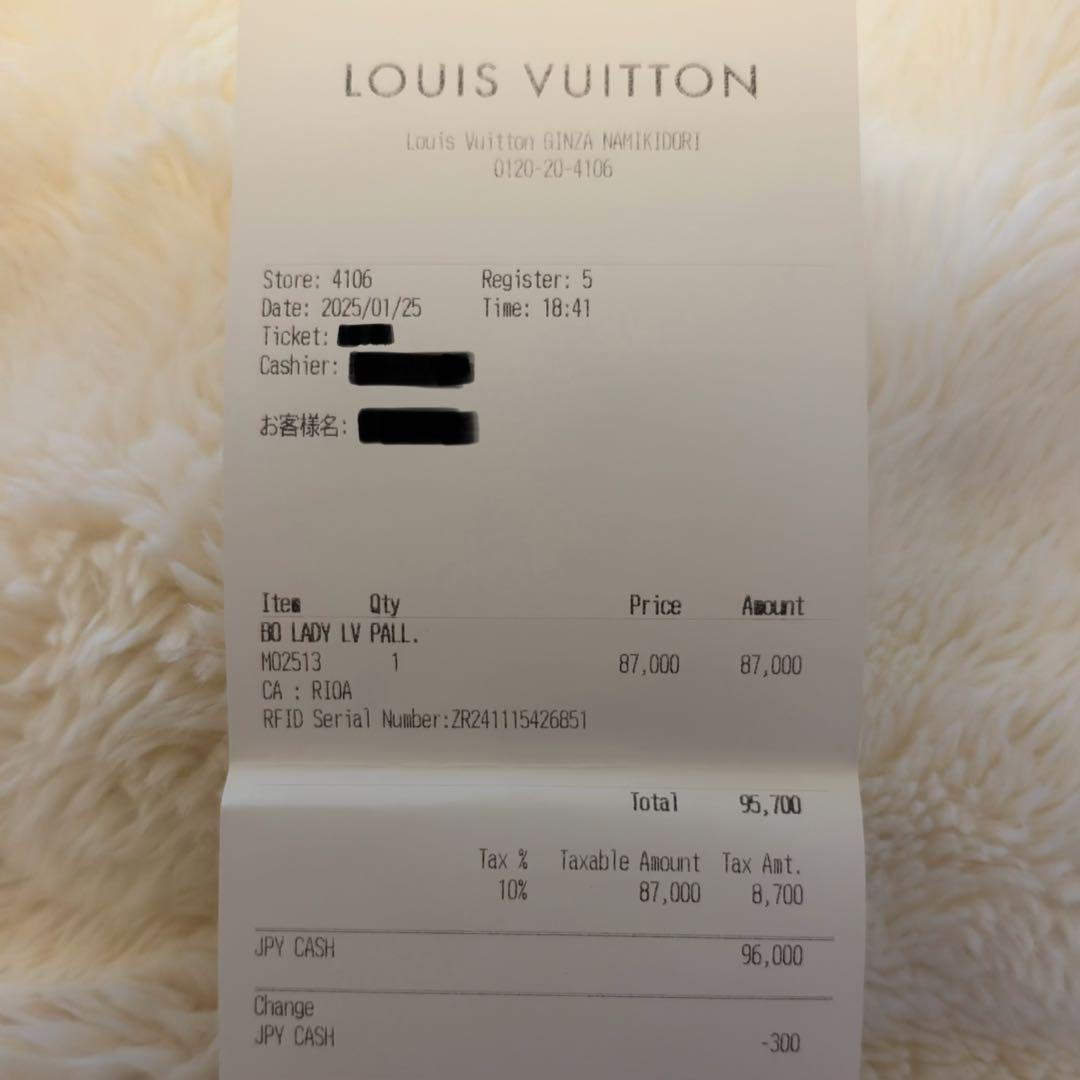 LOUIS VUITTON
Louis Vuitton GINZA NAMIKIDORI
0120-20-4106
Store: 4106 Register: 5
Date: 2025/01/25 Time: 18:41
Ticket:
Cashier:
お客様名:
Item Qty Price Amount
BO LADY LV PALL.
M02513 1 87,000 87,000
CA : RIOA
RFID Serial Number:ZR241115426851
Total 95,700
Tax % Taxable Amount Tax Amt.
10% 87,000 8,700
JPY CASH 96,000
Change
JPY CASH -300